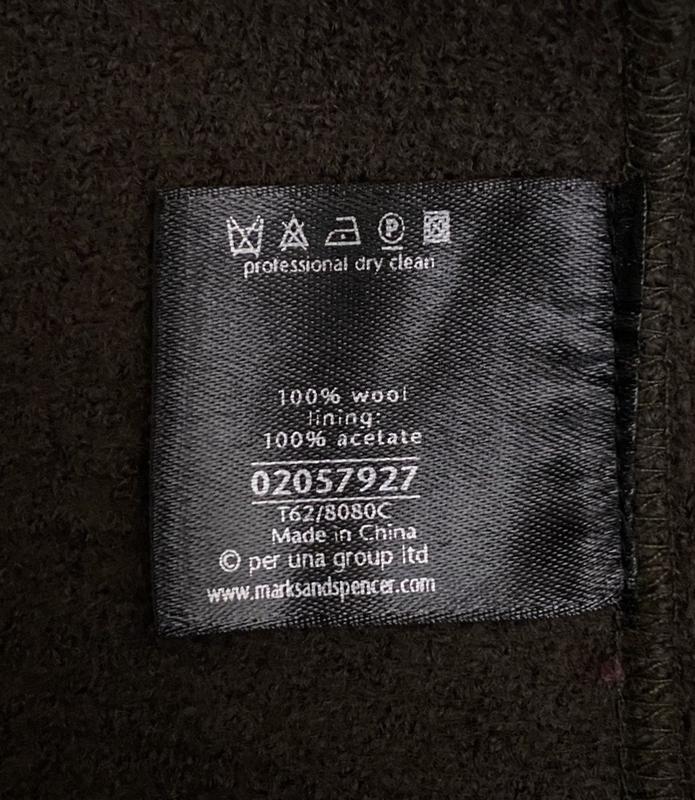 P
professional dry clean
100% wool
lining:
100% acetate
02057927
T62/8080C
Made in China
© per una group ltd
www.marksandspencer.com